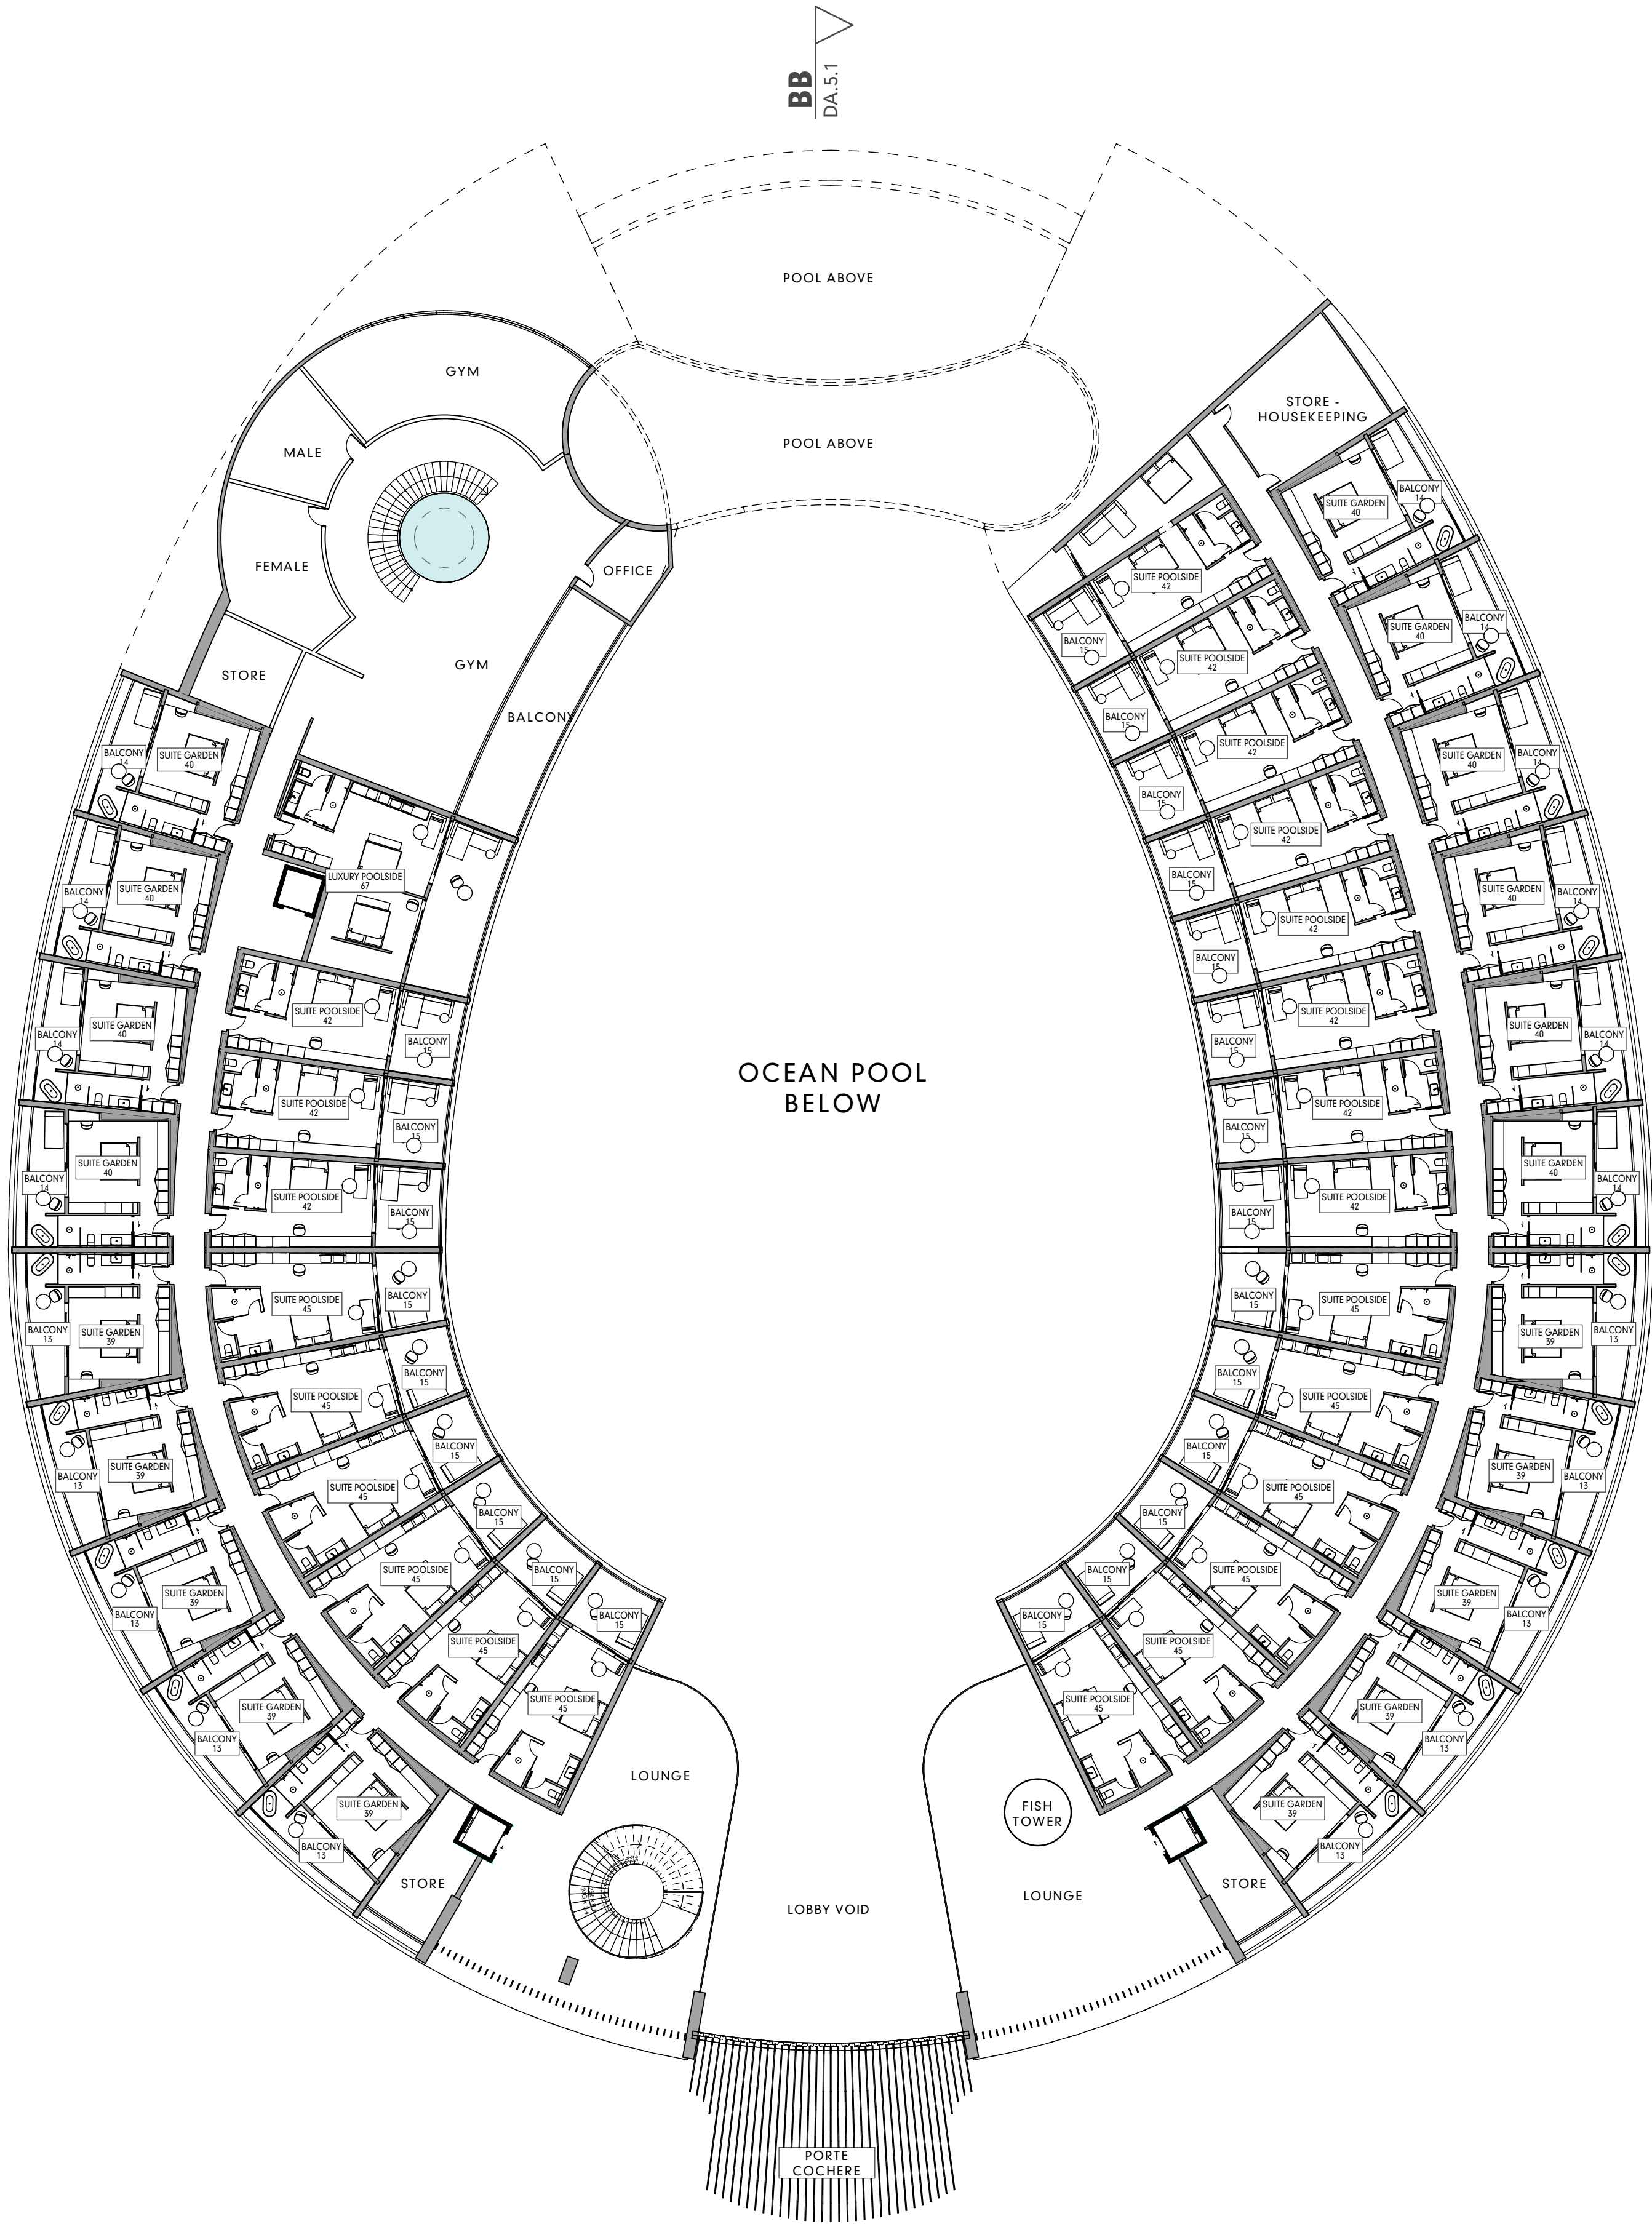 BB
DA.5.1
POOL ABOVE
GYM
STORE -
HOUSEKEEPING
POOL ABOVE
MALE
BALCONY
14
SUITE GARDEN
40
FEMALE
OFFICE
SUITE POOLSIDE
42
BALCONY
14
SUITE GARDEN
40
BALCONY
15
SUITE POOLSIDE
42
GYM
STORE
BALCONY
BALCONY
15
SUITE POOLSIDE
42
BALCONY
14
SUITE GARDEN
40
SUITE GARDEN
40
BALCONY
14
BALCONY
15
SUITE POOLSIDE
42
LUXURY POOLSIDE
67
BALCONY
15
BALCONY
14
SUITE GARDEN
40
SUITE GARDEN
40
BALCONY
14
SUITE POOLSIDE
42
BALCONY
15
SUITE POOLSIDE
42
SUITE POOLSIDE
42
BALCONY
14
SUITE GARDEN
40
SUITE GARDEN
40
BALCONY
14
BALCONY
15
BALCONY
15
OCEAN POOL
BELOW
SUITE POOLSIDE
42
SUITE POOLSIDE
42
BALCONY
15
BALCONY
15
SUITE GARDEN
40
SUITE GARDEN
40
BALCONY
14
BALCONY
14
SUITE POOLSIDE
42
SUITE POOLSIDE
42
BALCONY
15
BALCONY
15
SUITE POOLSIDE
45
BALCONY
15
BALCONY
15
SUITE POOLSIDE
45
BALCONY
13
SUITE GARDEN
39
SUITE GARDEN
39
BALCONY
13
BALCONY
15
BALCONY
15
SUITE POOLSIDE
45
SUITE POOLSIDE
45
BALCONY
15
BALCONY
15
BALCONY
13
SUITE GARDEN
39
SUITE GARDEN
39
BALCONY
13
SUITE POOLSIDE
45
SUITE POOLSIDE
45
BALCONY
15
BALCONY
15
SUITE POOLSIDE
45
BALCONY
15
BALCONY
15
SUITE POOLSIDE
45
BALCONY
13
SUITE GARDEN
39
SUITE GARDEN
39
BALCONY
13
BALCONY
15
BALCONY
15
SUITE POOLSIDE
45
SUITE POOLSIDE
45
SUITE GARDEN
39
SUITE POOLSIDE
45
SUITE POOLSIDE
45
SUITE GARDEN
39
BALCONY
13
BALCONY
13
LOUNGE
SUITE GARDEN
39
FISH
TOWER
SUITE GARDEN
39
BALCONY
13
BALCONY
13
STORE
LOUNGE
STORE
LOBBY VOID
PORTE
COCHERE